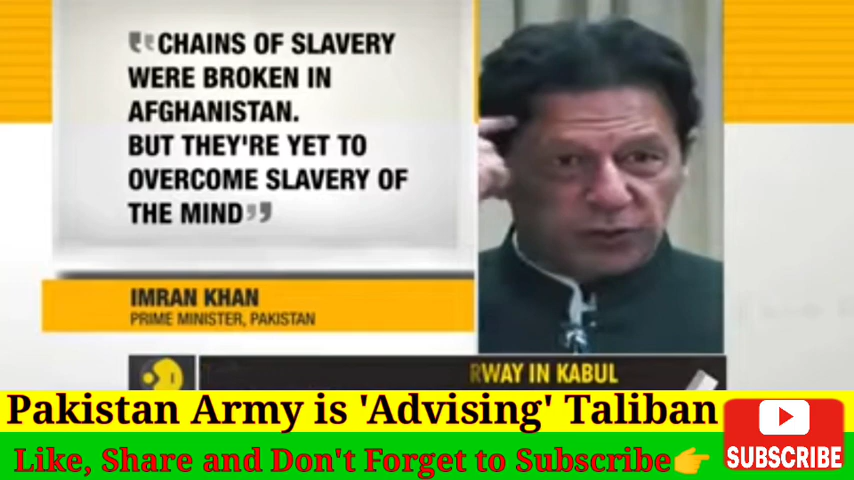 ❝CHAINS OF SLAVERY
WERE BROKEN IN
AFGHANISTAN.
BUT THEY'RE YET TO
OVERCOME SLAVERY OF
THE MIND❞
IMRAN KHAN
PRIME MINISTER, PAKISTAN
RWAY IN KABUL
Pakistan Army is 'Advising' Taliban
Like, Share and Don't Forget to Subscribe👉
SUBSCRIBE